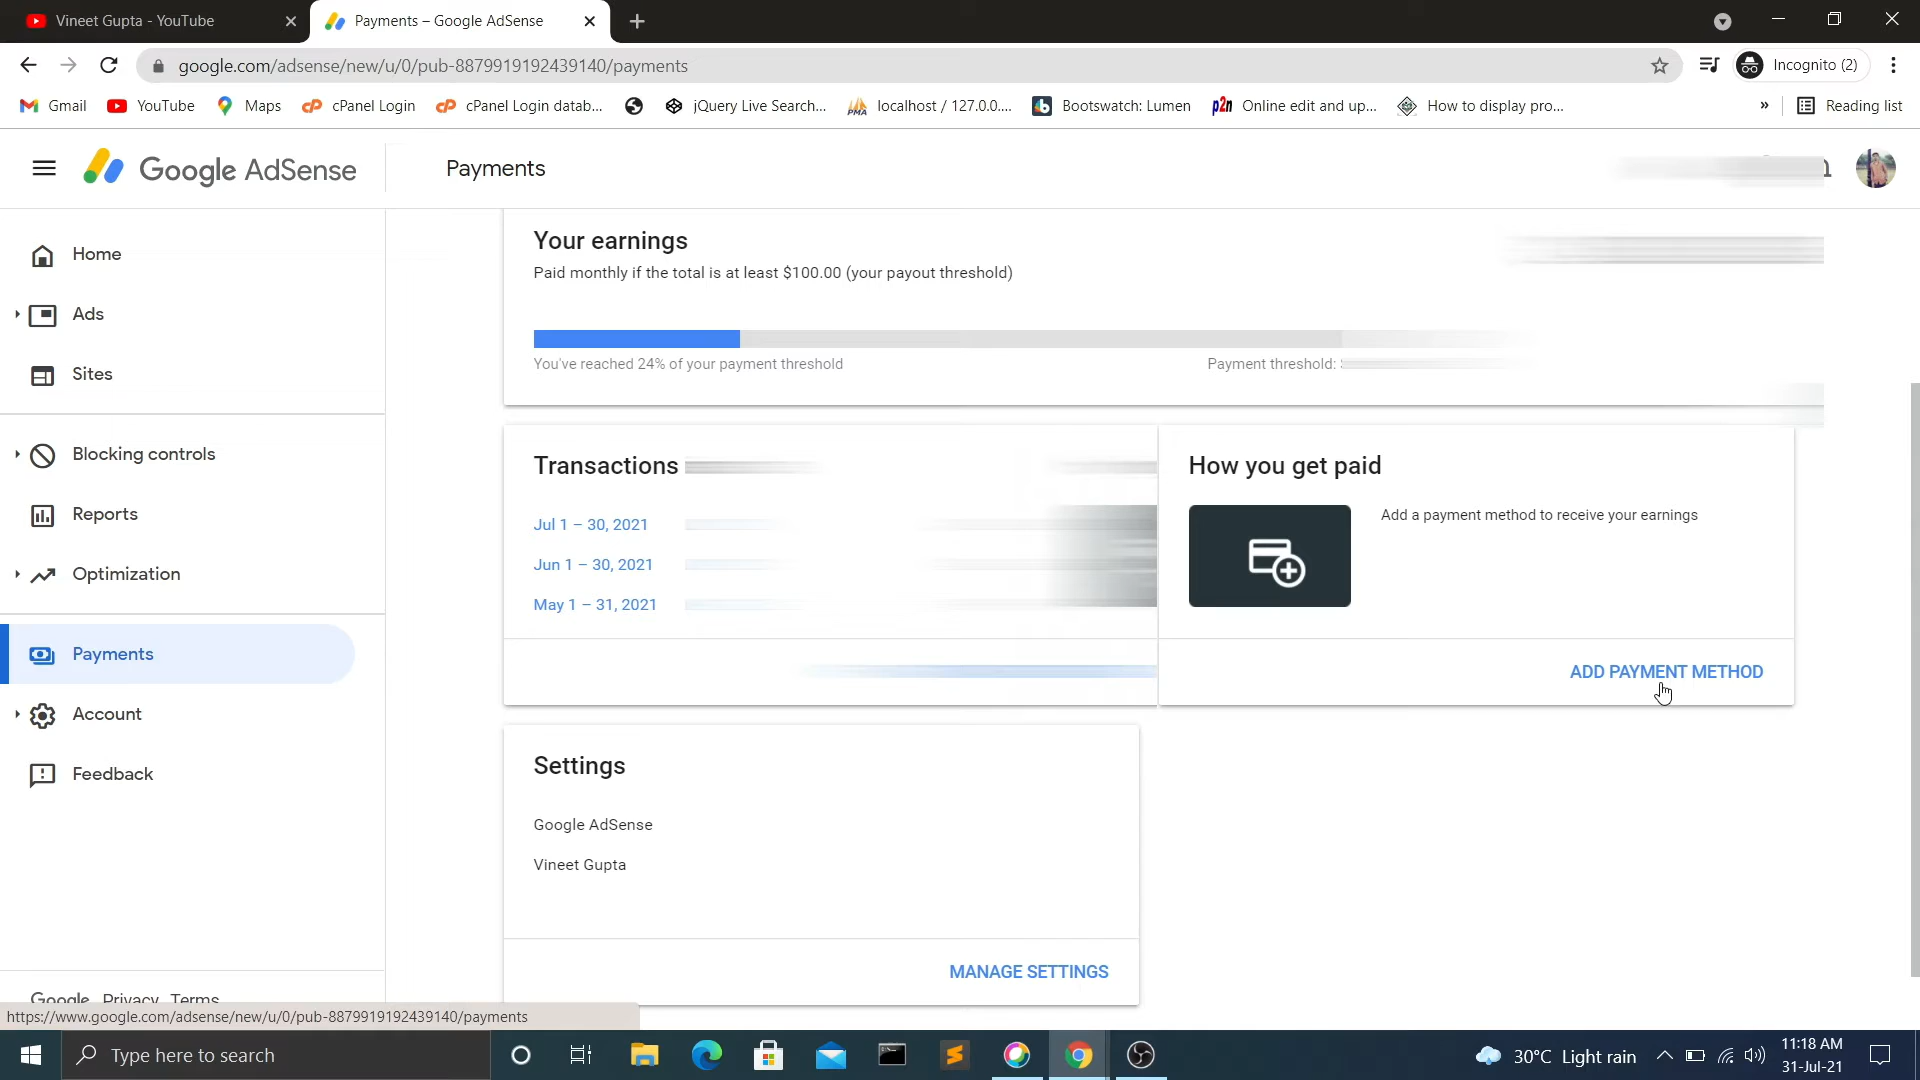 Vineet Gupta - YouTube
Payments – Google AdSense
google.com/adsense/new/u/0/pub-8879919192439140/payments
Incognito (2)
Gmail
YouTube
Maps
cPanel Login
cPanel Login datab...
jQuery Live Search...
localhost / 127.0.0....
Bootswatch: Lumen
Online edit and up...
How to display pro...
»
Reading list
Google AdSense
Payments
Home
Ads
Sites
Blocking controls
Reports
Optimization
Payments
Account
Feedback
Google Privacy Terms
Your earnings
Paid monthly if the total is at least $100.00 (your payout threshold)
You've reached 24% of your payment threshold
Payment threshold:
Transactions
Jul 1 – 30, 2021
Jun 1 – 30, 2021
May 1 – 31, 2021
How you get paid
Add a payment method to receive your earnings
ADD PAYMENT METHOD
Settings
Google AdSense
Vineet Gupta
MANAGE SETTINGS
https://www.google.com/adsense/new/u/0/pub-8879919192439140/payments
Type here to search
30°C Light rain
11:18 AM
31-Jul-21